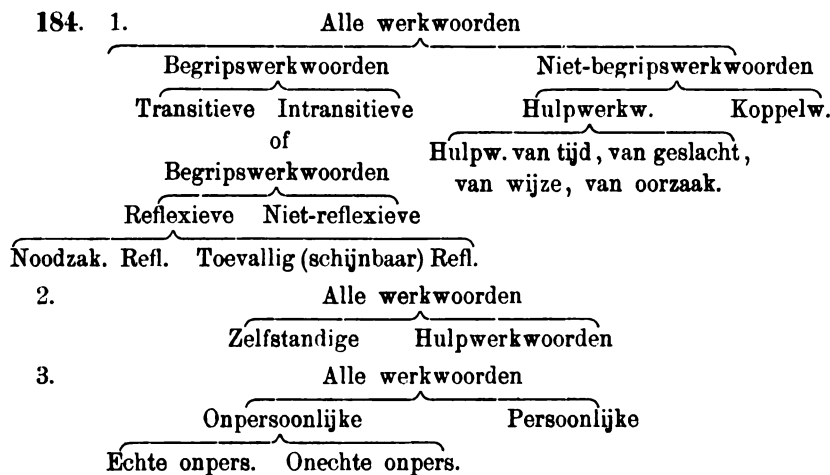 184. 1. Alle werkwoorden
Begripswerkwoorden Niet-begripswerkwoorden
Transitieve Intransitieve Hulpwerkw. Koppelw.
of
Hulpw. van tijd, van geslacht,
Begripswerkwoorden
van wijze, van oorzaak.
Reflexieve Niet-reflexieve
Noodzak. Refl. Toevallig (schijnbaar) Refl.
2. Alle werkwoorden
Zelfstandige Hulpwerkwoorden
3. Alle werkwoorden
Onpersoonlijke Persoonlijke
Echte onpers. Onechte onpers.